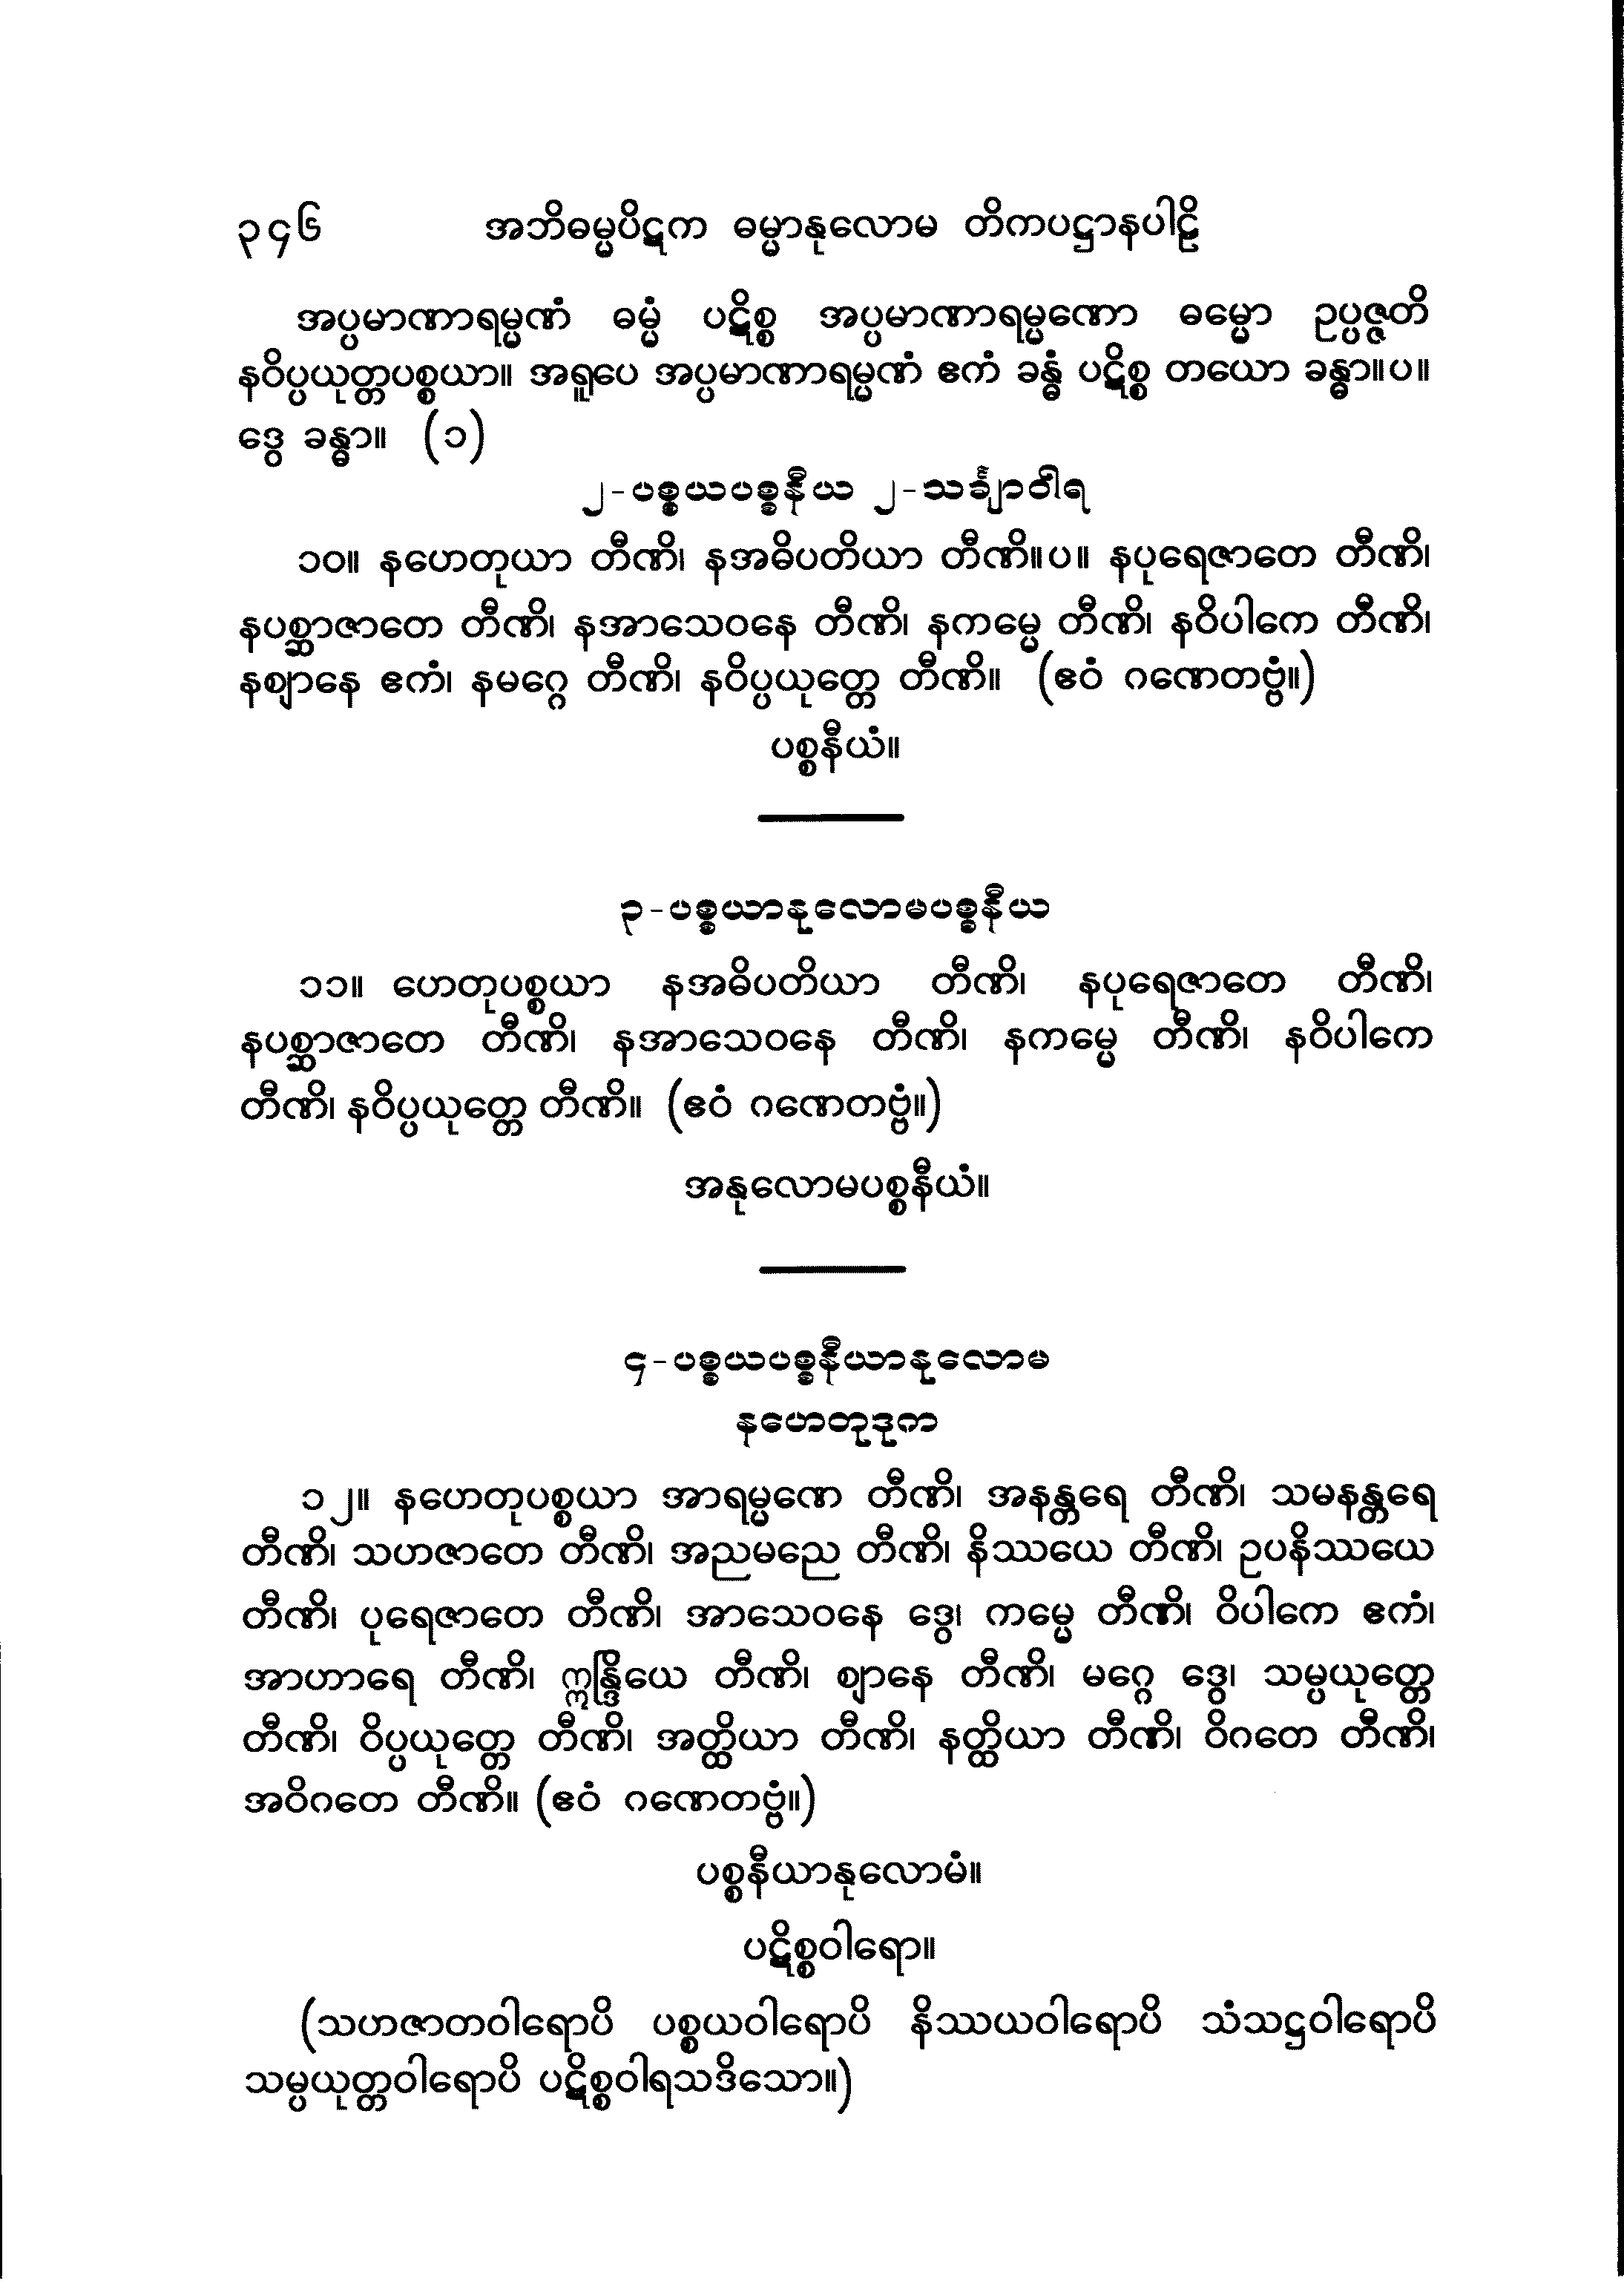 ၃၄၆ အဘိဓမ္မပိဋက ဓမ္မာနုလောမ တိကပဋ္ဌာနပါဠိ
အပ္ပမာဏာရမ္မဏံ ဓမ္မံ ပဋိစ္စ အပ္ပမာဏာရမ္မဏော ဓမ္မော ဥပ္ပဇ္ဇတိ
နဝိပ္ပယုတ္တပစ္စယာ။ အရူပေ အပ္ပမာဏာရမ္မဏံ ဧကံ ခန္ဓံ ပဋိစ္စ တယော ခန္ဓာ။ပ။
ဒွေ ခန္ဓာ။ (၁)
၂-ပစ္စယပစ္စနီယ ၂-သင်္ချာဝါရ
၁၀။ နဟေတုယာ တီဏိ၊ နအဓိပတိယာ တီဏိ။ပ။ နပုရေဇာတေ တီဏိ၊
နပစ္ဆာဇာတေ တီဏိ၊ နအာသေဝနေ တီဏိ၊ နကမ္မေ တီဏိ၊ နဝိပါကေ တီဏိ၊
နဈာနေ ဧကံ၊ နမဂ္ဂေ တီဏိ၊ နဝိပ္ပယုတ္တေ တီဏိ။ (ဧဝံ ဂဏေတဗ္ဗံ။)
ပစ္စနီယံ။
၃-ပစ္စယာနုလောမပစ္စနီယ
၁၁။ ဟေတုပစ္စယာ နအဓိပတိယာ တီဏိ၊ နပုရေဇာတေ တီဏိ၊
နပစ္ဆာဇာတေ တီဏိ၊ နအာသေဝနေ တီဏိ၊ နကမ္မေ တီဏိ၊ နဝိပါကေ
တီဏိ၊ နဝိပ္ပယုတ္တေ တီဏိ။ (ဧဝံ ဂဏေတဗ္ဗံ။)
အနုလောမပစ္စနီယံ။
၄-ပစ္စယပစ္စနီယာနုလောမ
နဟေတုဒုက
၁၂။ နဟေတုပစ္စယာ အာရမ္မဏေ တီဏိ၊ အနန္တရေ တီဏိ၊ သမနန္တရေ
တီဏိ၊ သဟဇာတေ တီဏိ၊ အညမညေ တီဏိ၊ နိဿယေ တီဏိ၊ ဥပနိဿယေ
တီဏိ၊ ပုရေဇာတေ တီဏိ၊ အာသေဝနေ ဒွေ၊ ကမ္မေ တီဏိ၊ ဝိပါကေ ဧကံ၊
အာဟာရေ တီဏိ၊ ဣန္ဒြိယေ တီဏိ၊ ဈာနေ တီဏိ၊ မဂ္ဂေ ဒွေ၊ သမ္ပယုတ္တေ
တီဏိ၊ ဝိပ္ပယုတ္တေ တီဏိ၊ အတ္ထိယာ တီဏိ၊ နတ္ထိယာ တီဏိ၊ ဝိဂတေ တီဏိ၊
အဝိဂတေ တီဏိ။ (ဧဝံ ဂဏေတဗ္ဗံ။)
ပစ္စနီယာနုလောမံ။
ပဋိစ္စဝါရော။
(သဟဇာတဝါရောပိ ပစ္စယဝါရောပိ နိဿယဝါရောပိ သံသဋ္ဌဝါရောပိ
သမ္ပယုတ္တဝါရောပိ ပဋိစ္စဝါရသဒိသော။)